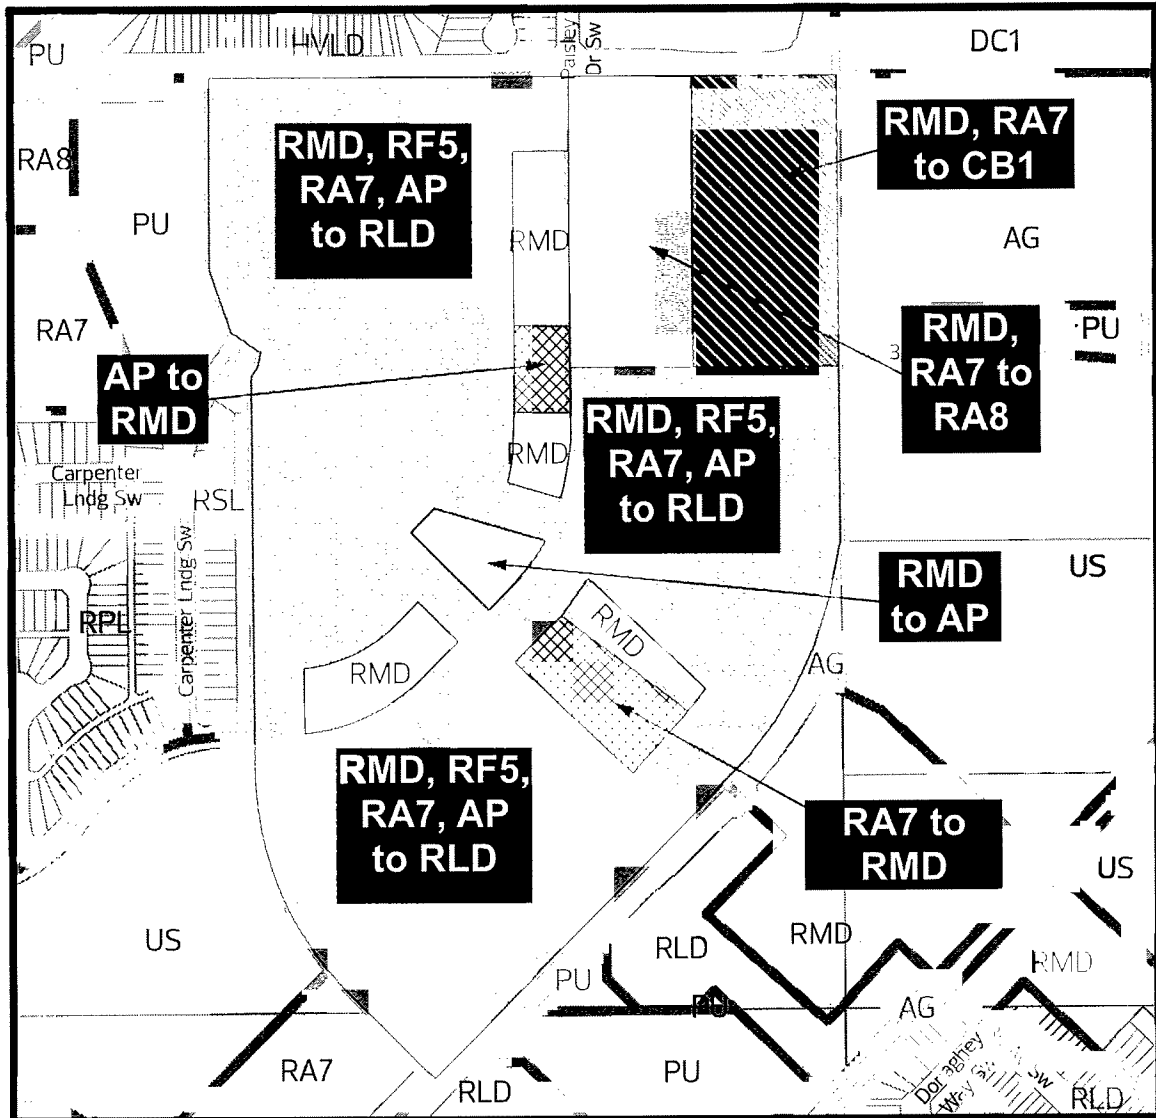 PU
HVLD
Paisley
Dr Sw
DC1
RMD, RF5,
RA7, AP
to RLD
RMD, RA7
to CB1
RA8
PU
RMD
AG
RA7
RMD,
RA7 to
RA8
PU
AP to
RMD
RMD, RF5,
RA7, AP
to RLD
RMD
Carpenter
Lndg Sw
RSL
Carpenter Lndg Sw
RPL
RMD
to AP
US
RMD
RMD
AG
RMD, RF5,
RA7, AP
to RLD
RA7 to
RMD
US
US
RLD
RMD
RMD
PU
PU
AG
RA7
RLD
PU
RLD
Sw